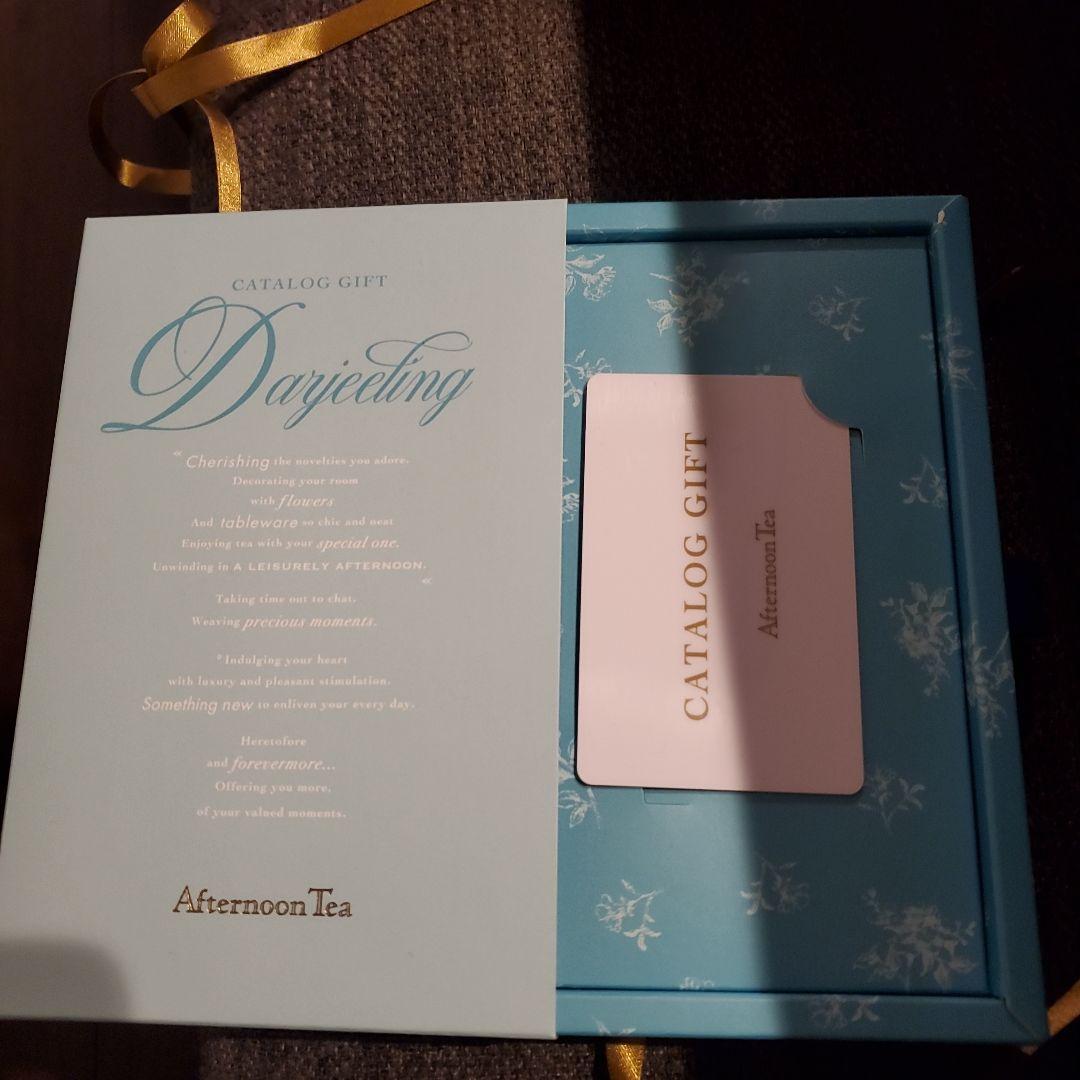 CATALOG GIFT
Darjeeling
“Cherishing the novelties you adore.
Decorating your room
with flowers
And tableware so chic and neat
Enjoying tea with your special one.
Unwinding in A LEISURELY AFTERNOON.
“
Taking time out to chat.
Weaving precious moments.
*Indulging your heart
with luxury and pleasant stimulation.
Something new to enliven your every day.
Heretofore
and forevermore...
Offering you more,
of your valued moments.
Afternoon Tea
CATALOG GIFT
Afternoon Tea